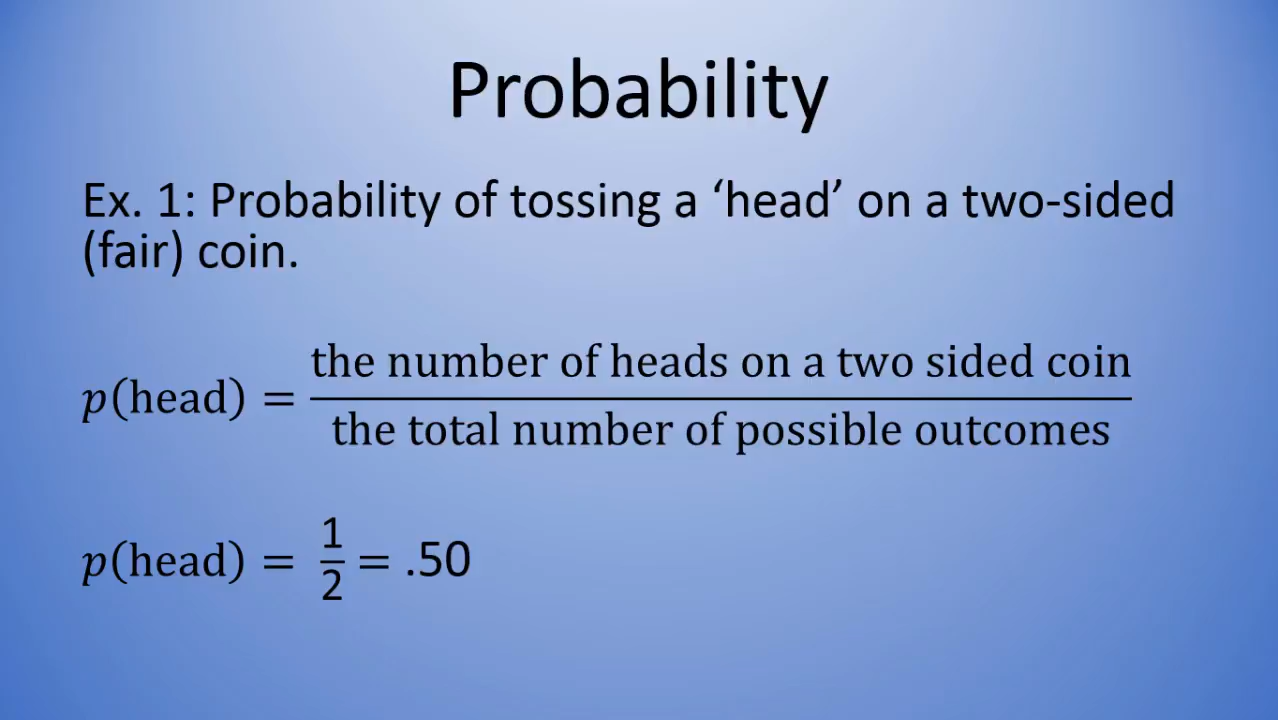 Probability
Ex. 1: Probability of tossing a ‘head’ on a two-sided
(fair) coin.
𝑝(head) = the number of heads on a two sided coin / the total number of possible outcomes
𝑝(head) = 1/2 = .50